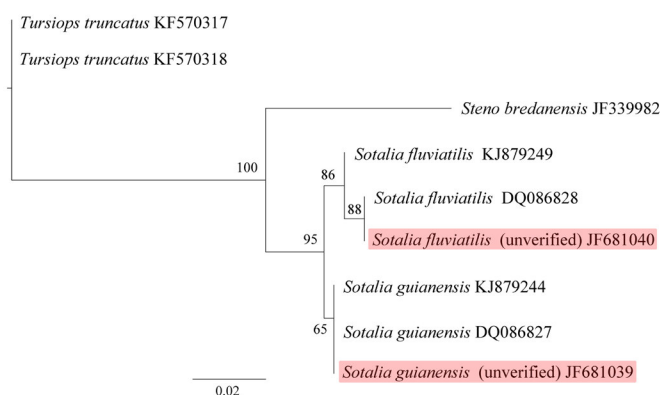 Tursiops truncatus KF570317
Tursiops truncatus KF570318
Steno bredanensis JF339982
100
Sotalia fluviatilis KJ879249
86
Sotalia fluviatilis DQ086828
88
Sotalia fluviatilis (unverified) JF681040
95
Sotalia guianensis KJ879244
65
Sotalia guianensis DQ086827
Sotalia guianensis (unverified) JF681039
0.02